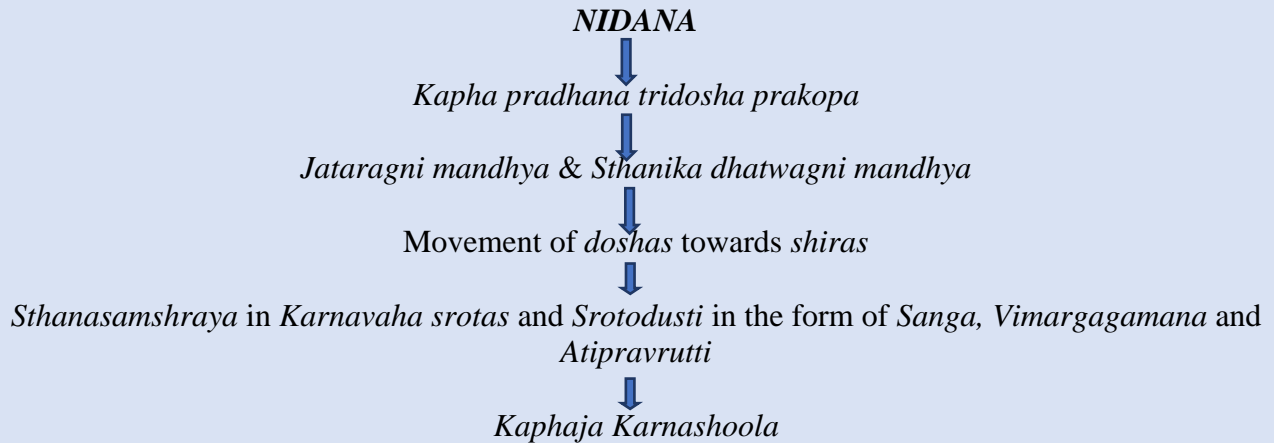 NIDANA
Kapha pradhana tridosha prakopa
Jataragni mandhya & Sthanika dhatwagni mandhya
Movement of doshas towards shiras
Sthanasamshraya in Karnavaha srotas and Srotodusti in the form of Sanga, Vimargagamana and
Atipravrutti
Kaphaja Karnashoola